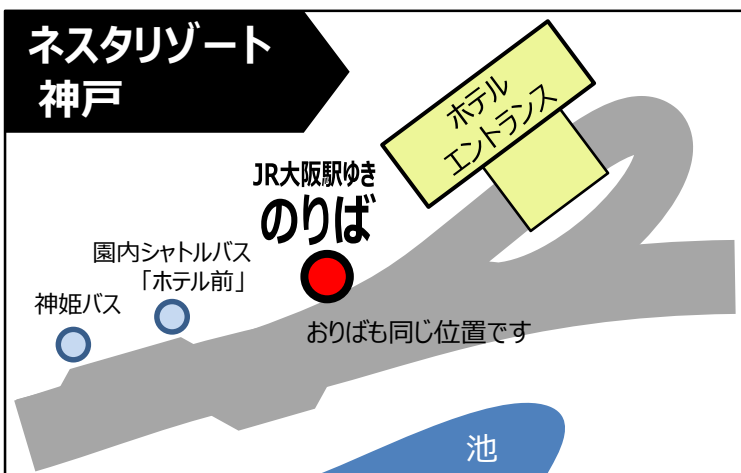 ネスタリゾート
神戸
ホテル
エントランス
JR大阪駅ゆき
のりば
園内シャトルバス
「ホテル前」
神姫バス
おりばも同じ位置です
池